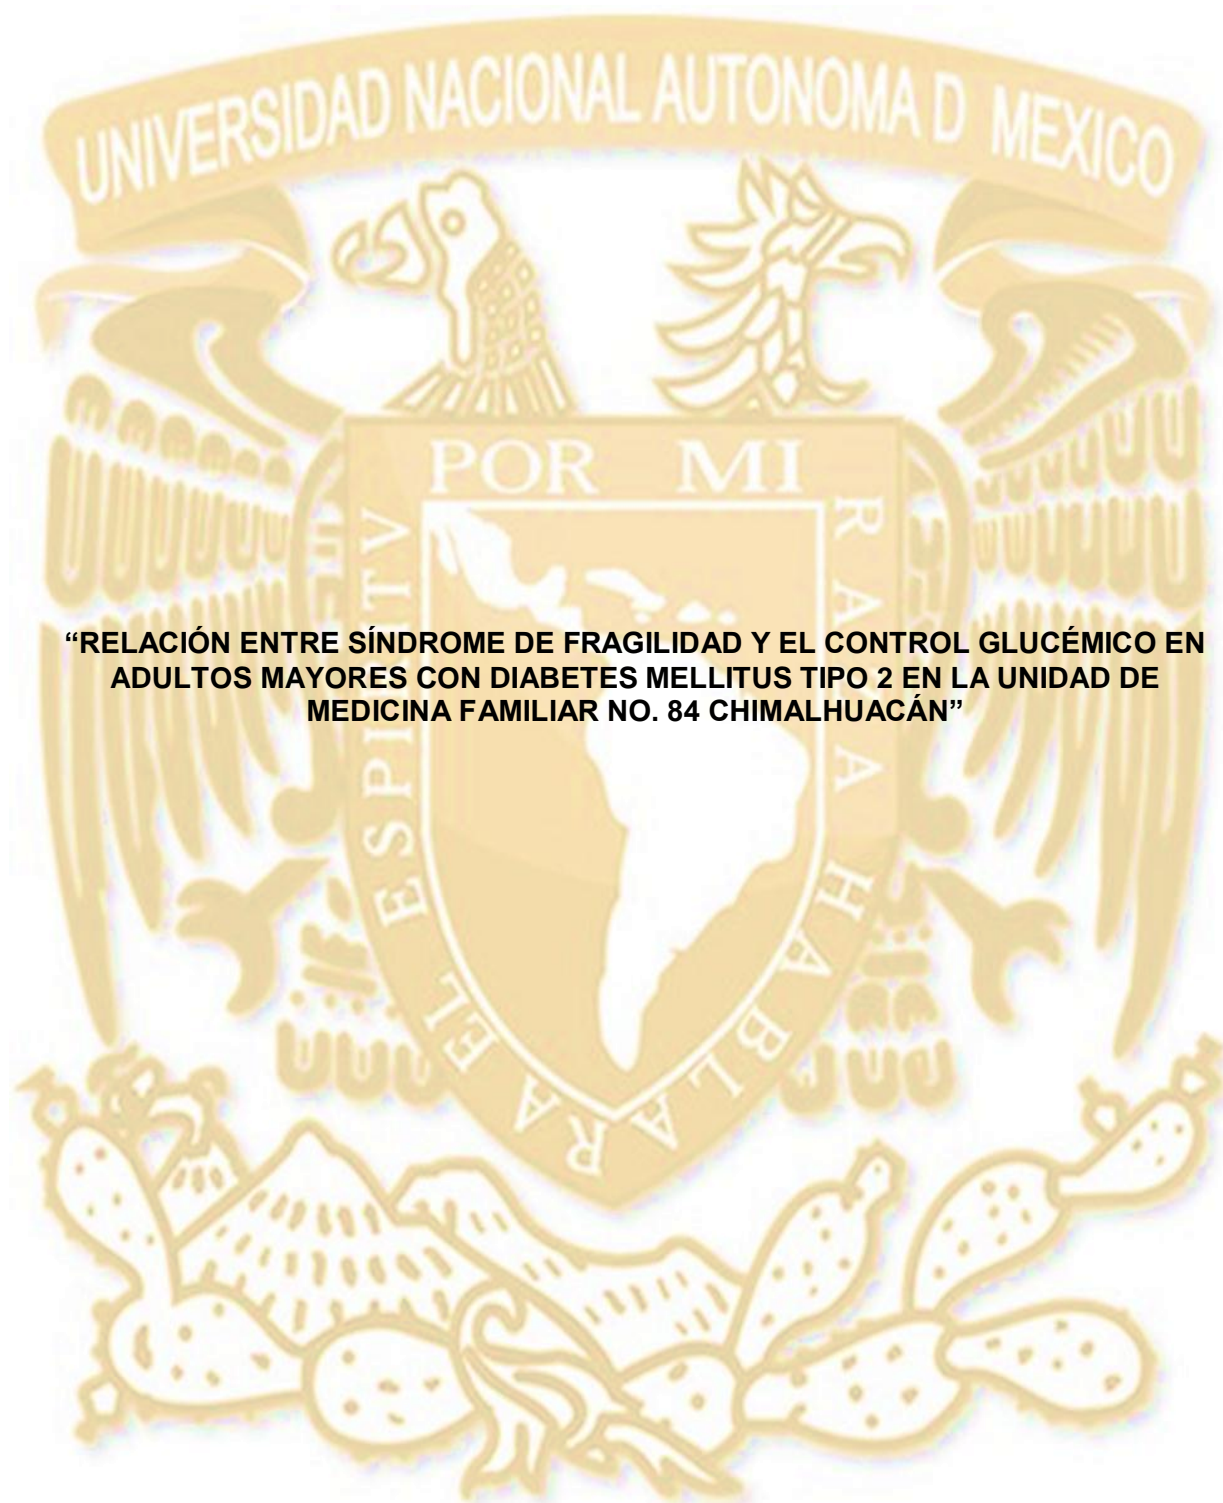 UNIVERSIDAD NACIONAL AUTONOMA D MEXICO
POR MI
RAZA
HABLARA
EL
ESPIRITV
“RELACIÓN ENTRE SÍNDROME DE FRAGILIDAD Y EL CONTROL GLUCÉMICO EN
ADULTOS MAYORES CON DIABETES MELLITUS TIPO 2 EN LA UNIDAD DE
MEDICINA FAMILIAR NO. 84 CHIMALHUACÁN”